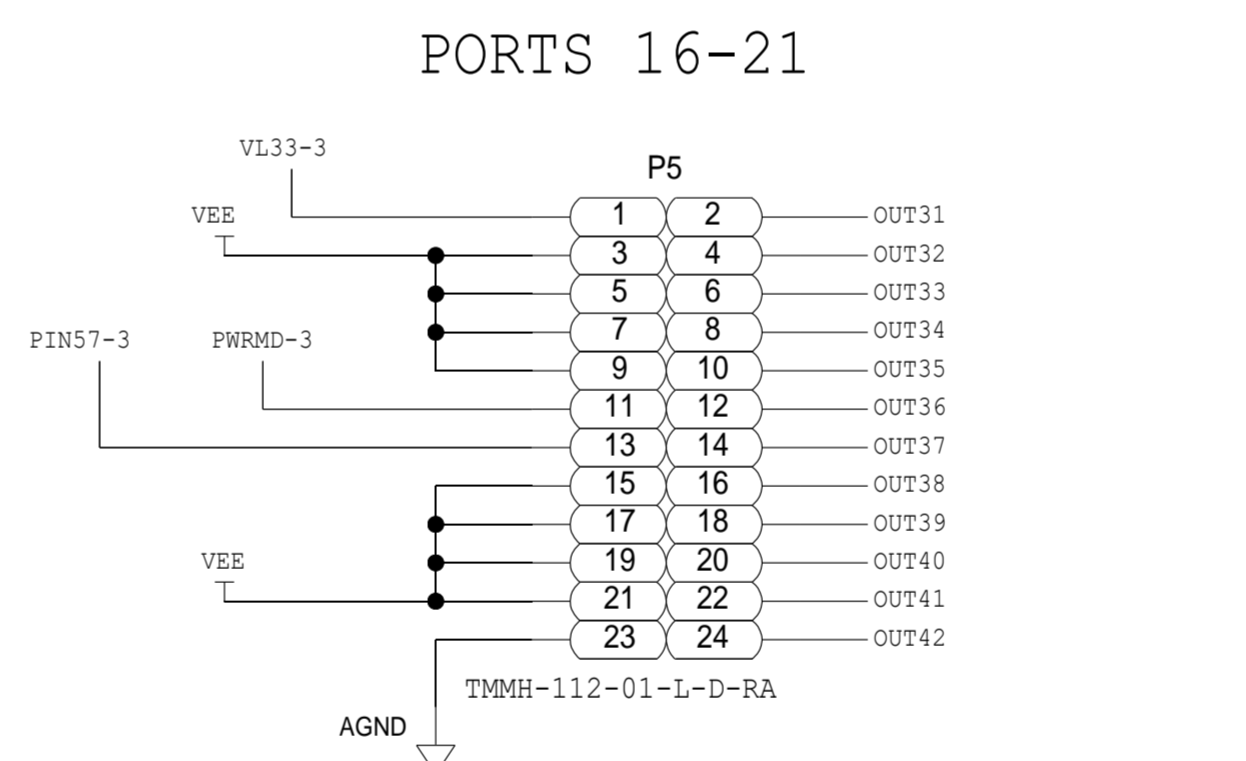 PORTS 16-21
VL33-3
P5
VEE
1 2 OUT31
3 4 OUT32
5 6 OUT33
PIN57-3 PWRMD-3
7 8 OUT34
9 10 OUT35
11 12 OUT36
13 14 OUT37
15 16 OUT38
17 18 OUT39
VEE
19 20 OUT40
21 22 OUT41
23 24 OUT42
TMMH-112-01-L-D-RA
AGND